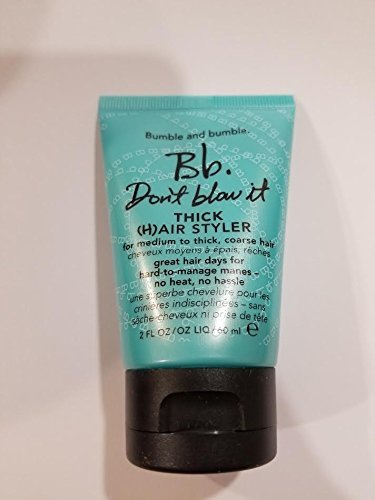 Bumble and bumble.
Bb.
Don't blow it
THICK
(H)AIR STYLER
for medium to thick, coarse hair
cheveux moyens à épais, rêches
great hair days for
hard-to-manage manes –
no heat, no hassle
une superbe chevelure pour les
crinières indisciplinées – sans
sèche-cheveux ni prise de tête
2 FL OZ/OZ LIQ/60 ml e